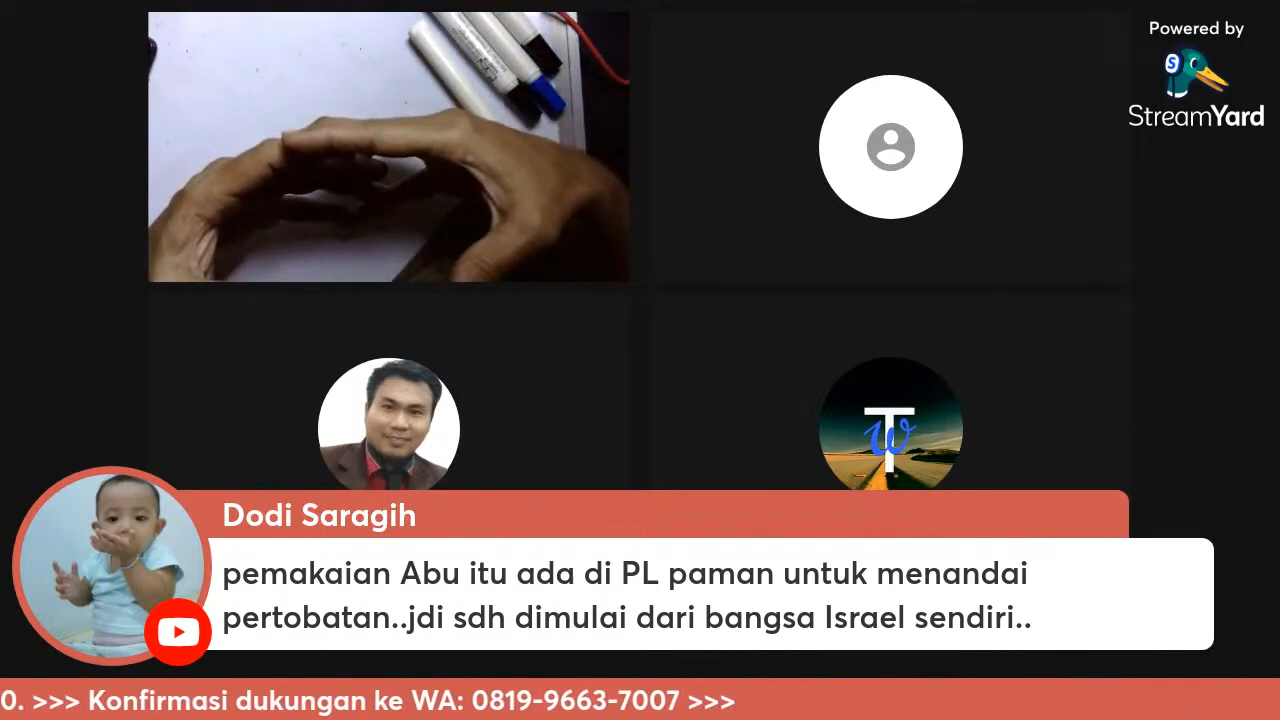 Powered by
StreamYard
T
w
Dodi Saragih
pemakaian Abu itu ada di PL paman untuk menandai
pertobatan..jdi sdh dimulai dari bangsa Israel sendiri..
0. >>> Konfirmasi dukungan ke WA: 0819-9663-7007 >>>